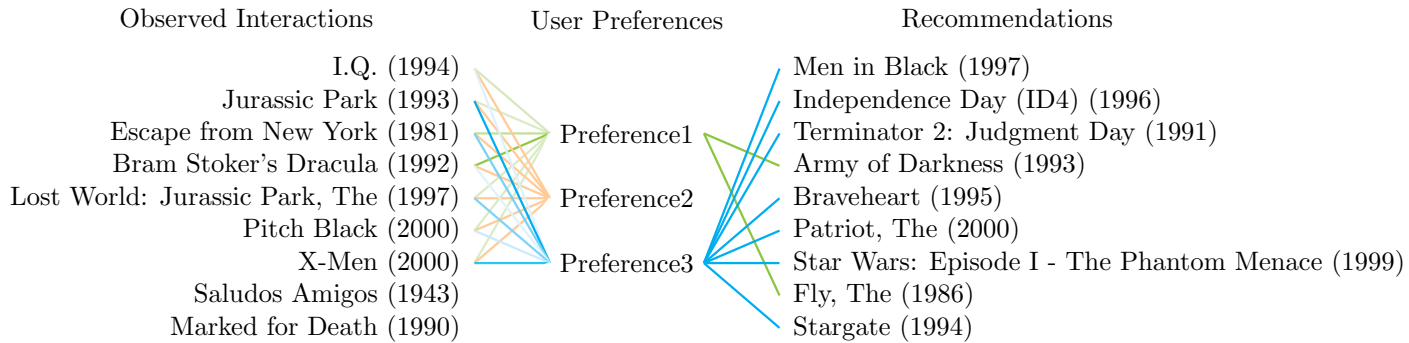 Observed Interactions
User Preferences
Recommendations
I.Q. (1994)
Jurassic Park (1993)
Escape from New York (1981)
Bram Stoker's Dracula (1992)
Lost World: Jurassic Park, The (1997)
Pitch Black (2000)
X-Men (2000)
Saludos Amigos (1943)
Marked for Death (1990)
Preference1
Preference2
Preference3
Men in Black (1997)
Independence Day (ID4) (1996)
Terminator 2: Judgment Day (1991)
Army of Darkness (1993)
Braveheart (1995)
Patriot, The (2000)
Star Wars: Episode I - The Phantom Menace (1999)
Fly, The (1986)
Stargate (1994)